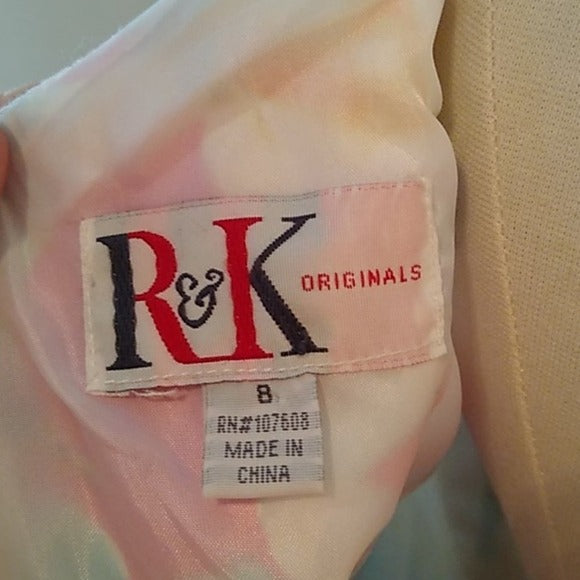 R&K ORIGINALS
8
RN#107608
MADE IN
CHINA